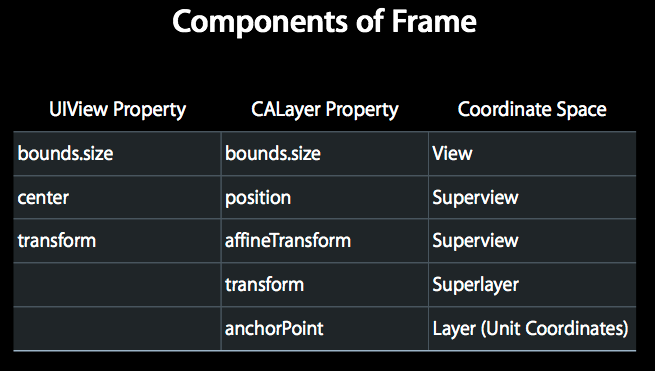 Components of Frame
UIView Property CALayer Property Coordinate Space
bounds.size bounds.size View
center position Superview
transform affineTransform Superview
transform Superlayer
anchorPoint Layer (Unit Coordinates)